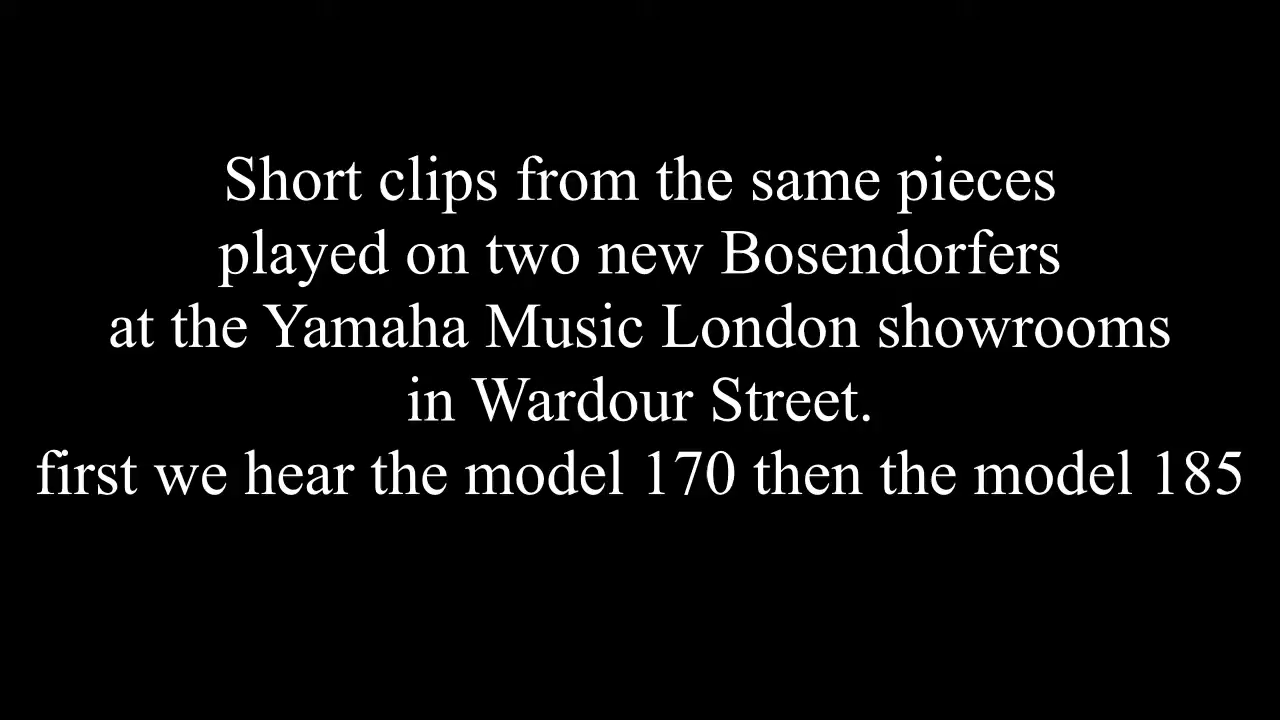 Short clips from the same pieces
played on two new Bosendorfers
at the Yamaha Music London showrooms
in Wardour Street.
first we hear the model 170 then the model 185